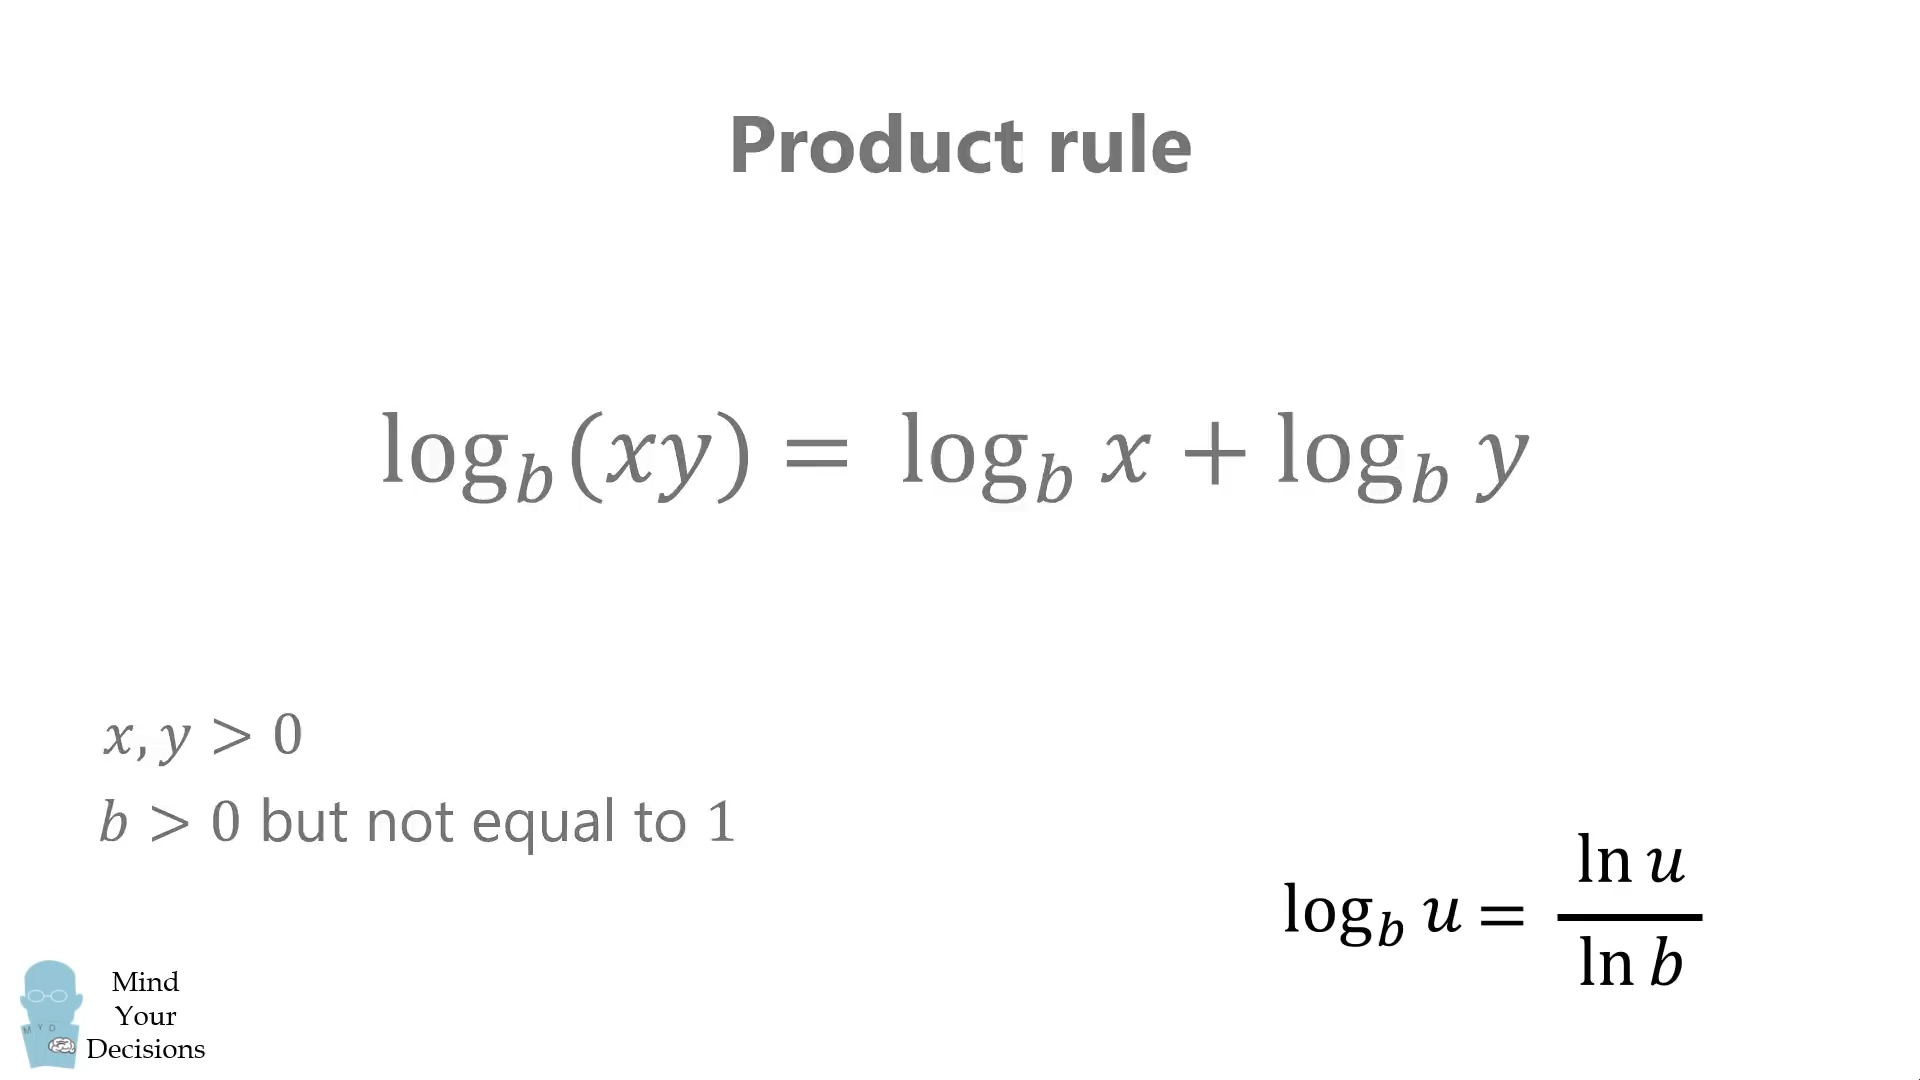 Product rule
log_b(xy) = log_b x + log_b y
x, y > 0
b > 0 but not equal to 1
log_b u = ln u / ln b
M Y D
Mind
Your
Decisions